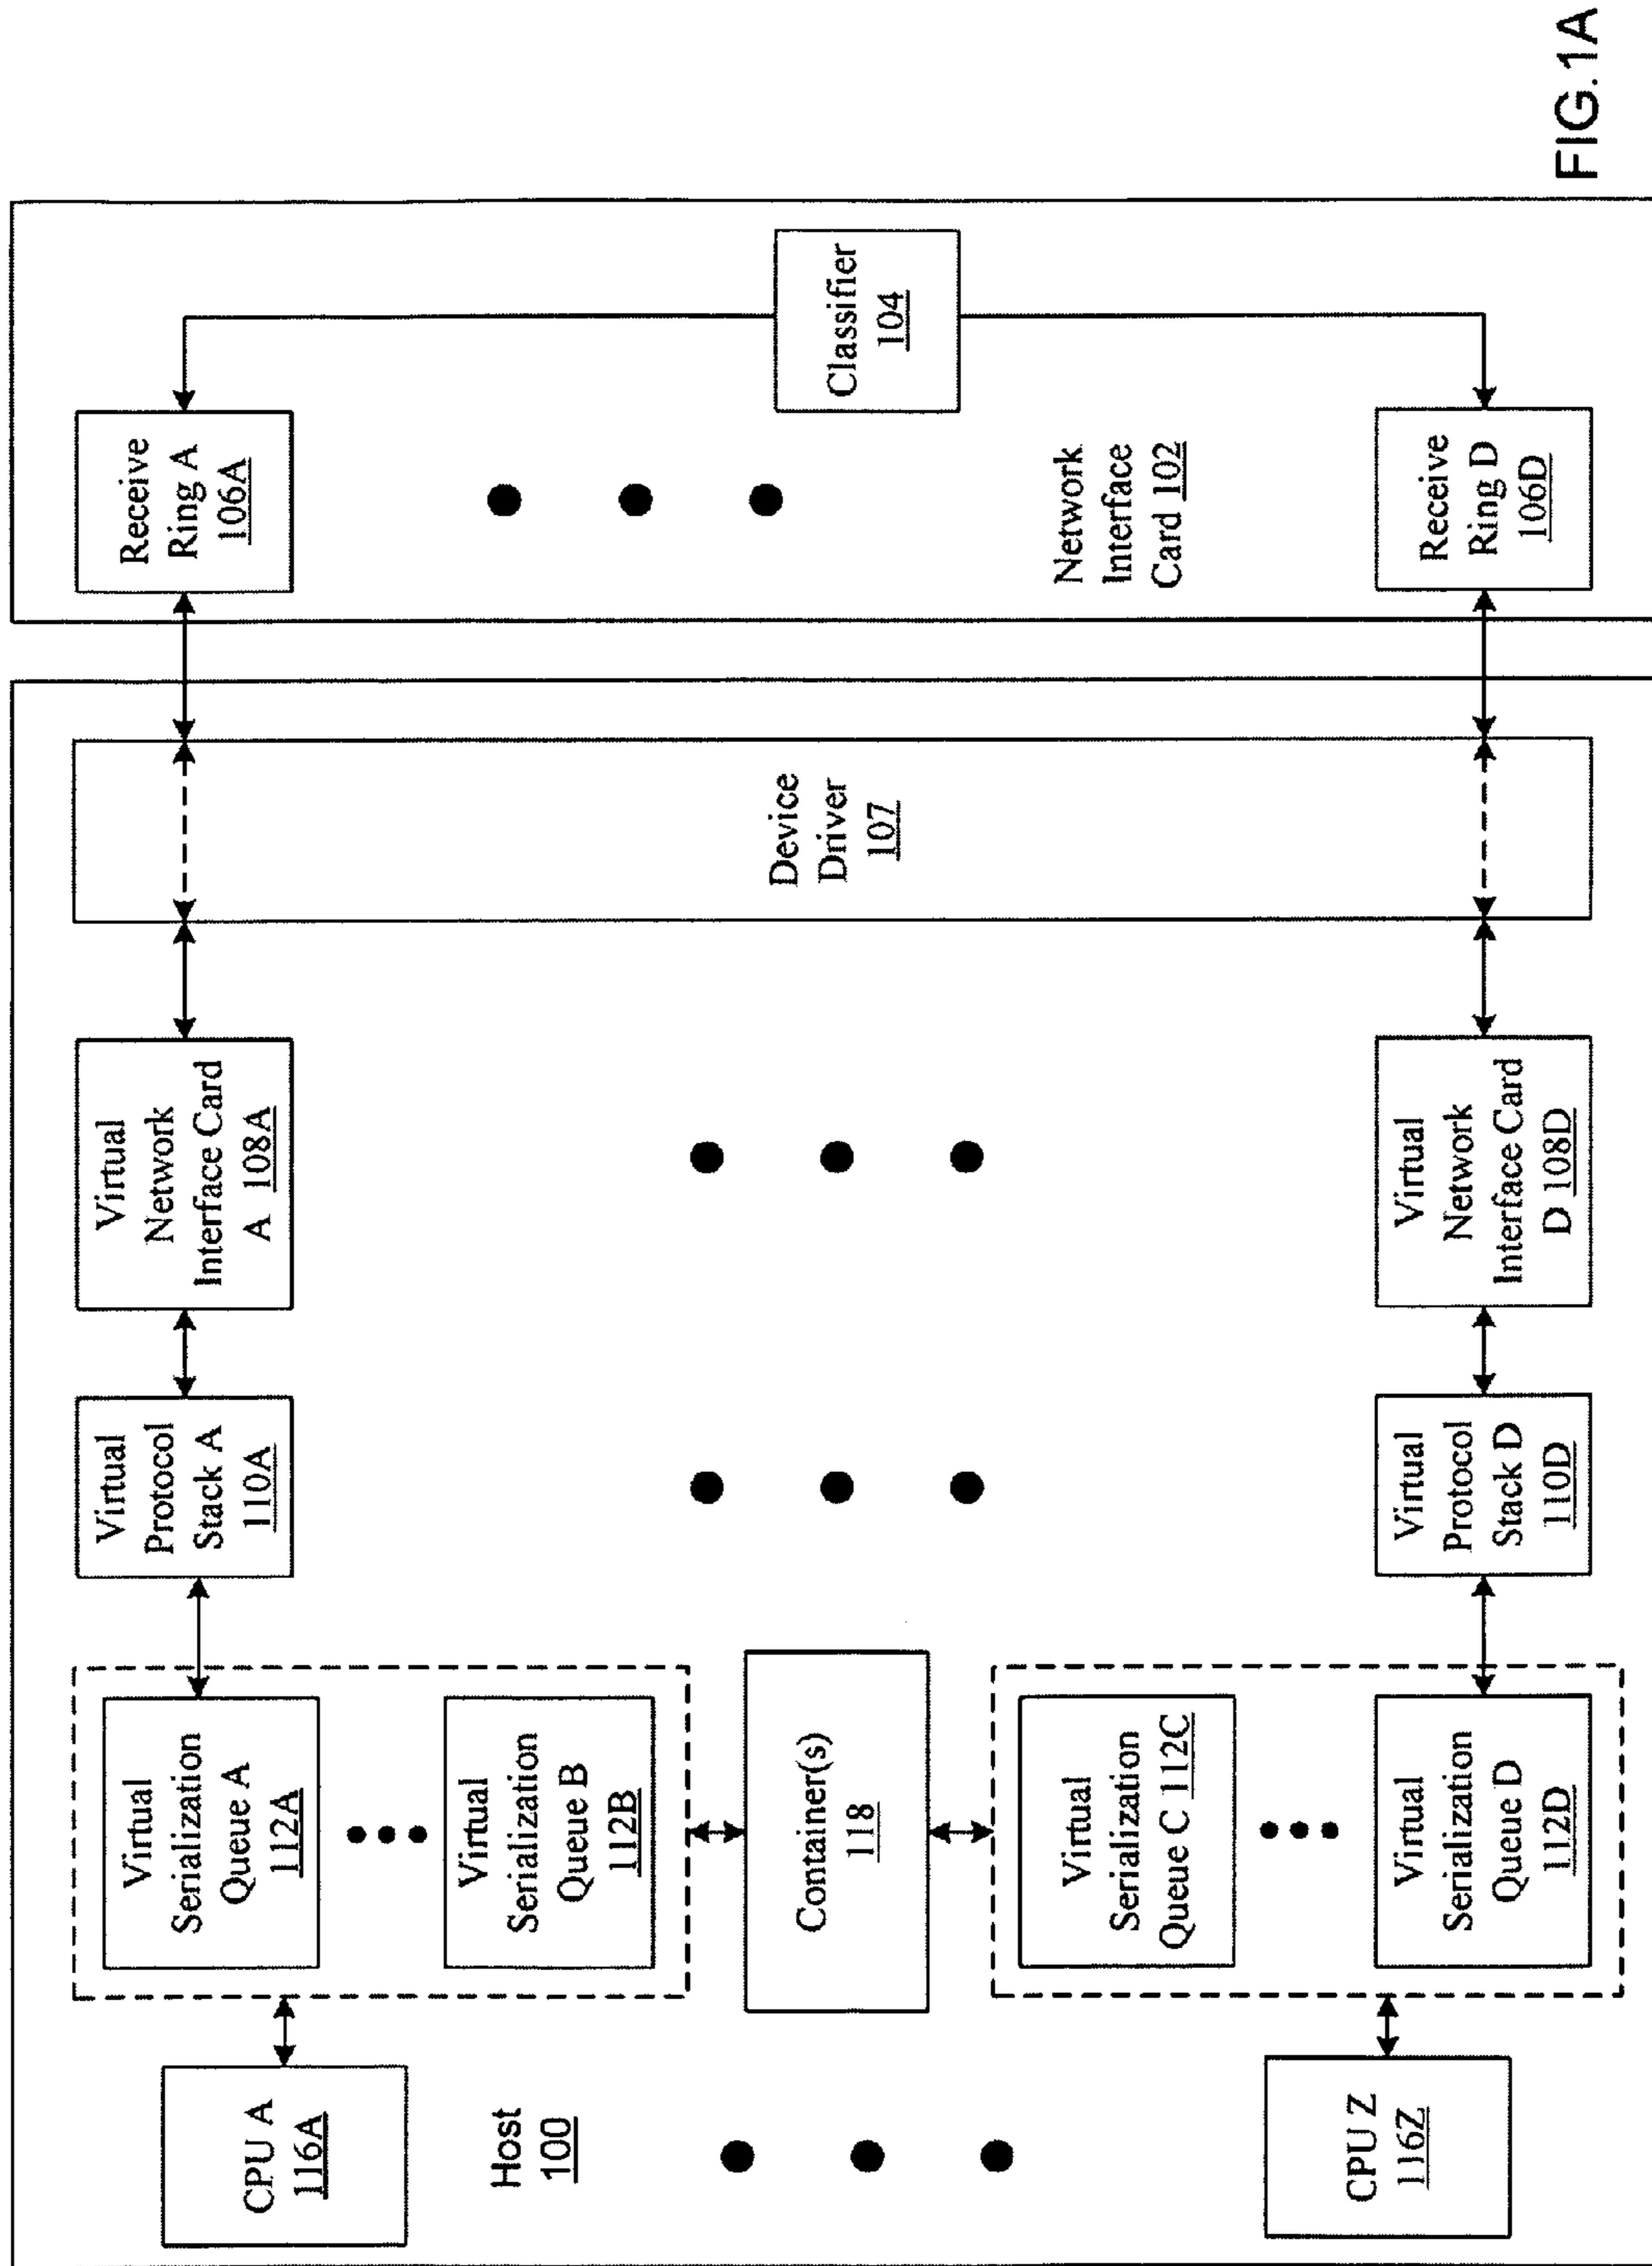 CPU A
116A
Host
100
CPU Z
116Z
Virtual
Serialization
Queue A
112A
Virtual
Serialization
Queue B
112B
Container(s)
118
Virtual
Serialization
Queue C 112C
Virtual
Serialization
Queue D
112D
Virtual
Protocol
Stack A
110A
Virtual
Protocol
Stack D
110D
Virtual
Network
Interface Card
A 108A
Virtual
Network
Interface Card
D 108D
Device
Driver
107
Receive
Ring A
106A
Network
Interface
Card 102
Receive
Ring D
106D
Classifier
104
FIG.1A